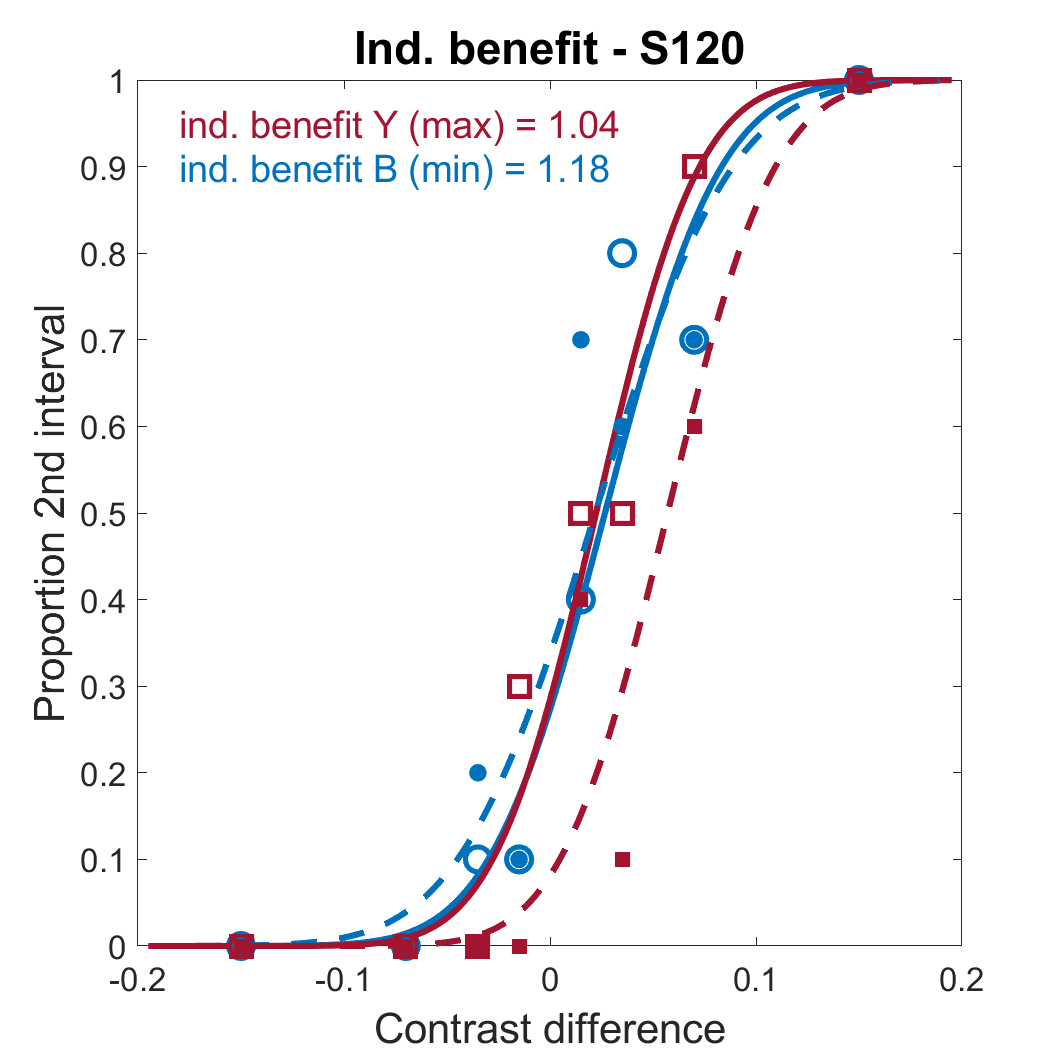 Ind. benefit - S120
ind. benefit Y (max) = 1.04
ind. benefit B (min) = 1.18
Proportion 2nd interval
1
0.9
0.8
0.7
0.6
0.5
0.4
0.3
0.2
0.1
0
-0.2 -0.1 0 0.1 0.2
Contrast difference